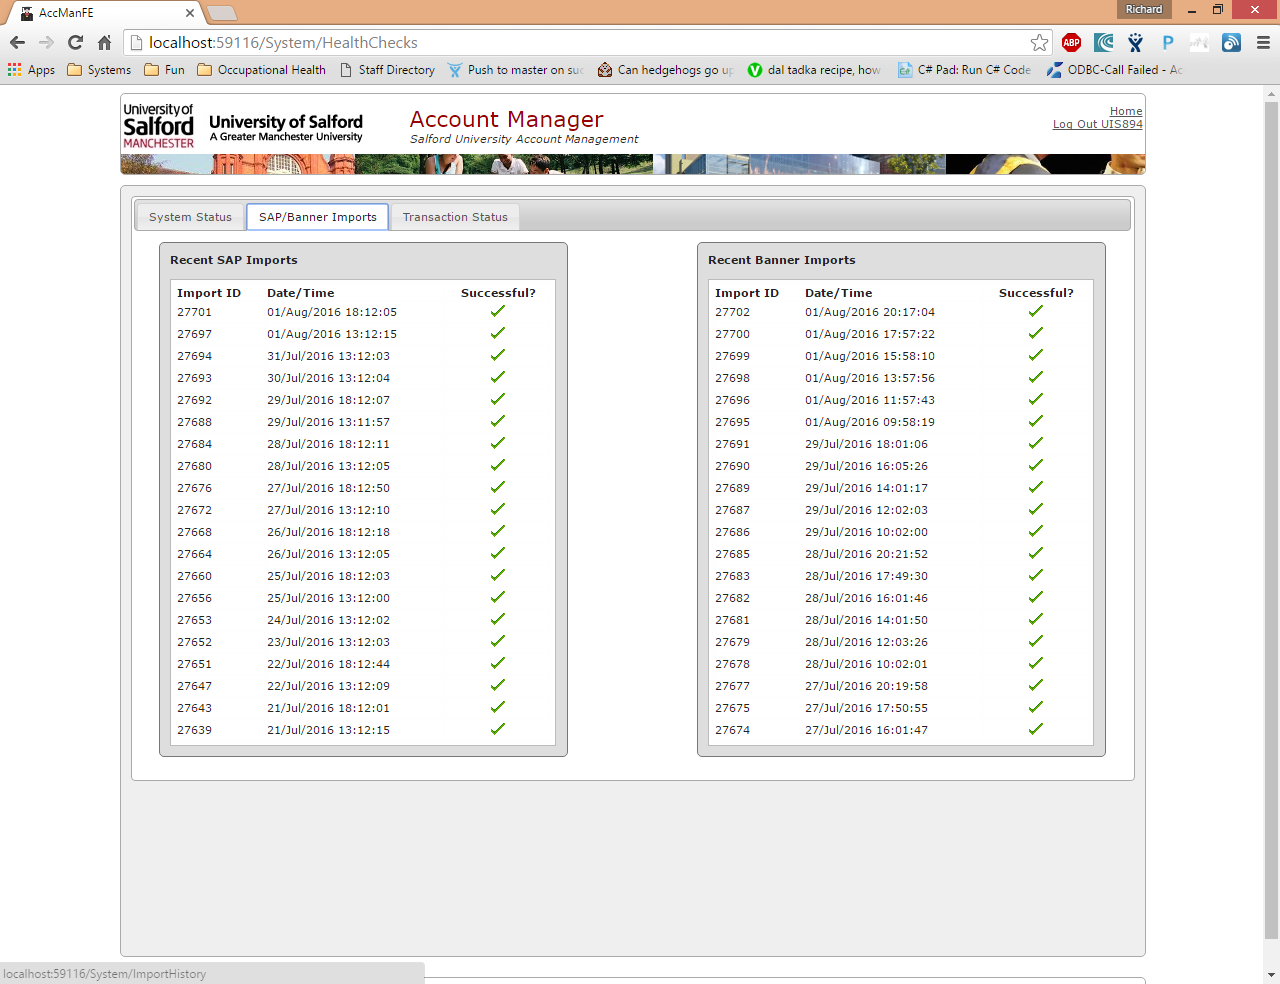 AccManFE
Richard
localhost:59116/System/HealthChecks
ABP
Apps Systems Fun Occupational Health Staff Directory Push to master on suc Can hedgehogs go up dal tadka recipe, how C# Pad: Run C# Code ODBC-Call Failed - Ac
University of
Salford
MANCHESTER
University of Salford
A Greater Manchester University
Account Manager
Salford University Account Management
Home
Log Out UIS894
System Status SAP/Banner Imports Transaction Status
Recent SAP Imports
Import ID Date/Time Successful?
27701 01/Aug/2016 18:12:05
27697 01/Aug/2016 13:12:15
27694 31/Jul/2016 13:12:03
27693 30/Jul/2016 13:12:04
27692 29/Jul/2016 18:12:07
27688 29/Jul/2016 13:11:57
27684 28/Jul/2016 18:12:11
27680 28/Jul/2016 13:12:05
27676 27/Jul/2016 18:12:50
27672 27/Jul/2016 13:12:10
27668 26/Jul/2016 18:12:18
27664 26/Jul/2016 13:12:05
27660 25/Jul/2016 18:12:03
27656 25/Jul/2016 13:12:00
27653 24/Jul/2016 13:12:02
27652 23/Jul/2016 13:12:03
27651 22/Jul/2016 18:12:44
27647 22/Jul/2016 13:12:09
27643 21/Jul/2016 18:12:01
27639 21/Jul/2016 13:12:15
Recent Banner Imports
Import ID Date/Time Successful?
27702 01/Aug/2016 20:17:04
27700 01/Aug/2016 17:57:22
27699 01/Aug/2016 15:58:10
27698 01/Aug/2016 13:57:56
27696 01/Aug/2016 11:57:43
27695 01/Aug/2016 09:58:19
27691 29/Jul/2016 18:01:06
27690 29/Jul/2016 16:05:26
27689 29/Jul/2016 14:01:17
27687 29/Jul/2016 12:02:03
27686 29/Jul/2016 10:02:00
27685 28/Jul/2016 20:21:52
27683 28/Jul/2016 17:49:30
27682 28/Jul/2016 16:01:46
27681 28/Jul/2016 14:01:50
27679 28/Jul/2016 12:03:26
27678 28/Jul/2016 10:02:01
27677 27/Jul/2016 20:19:58
27675 27/Jul/2016 17:50:55
27674 27/Jul/2016 16:01:47
localhost:59116/System/ImportHistory